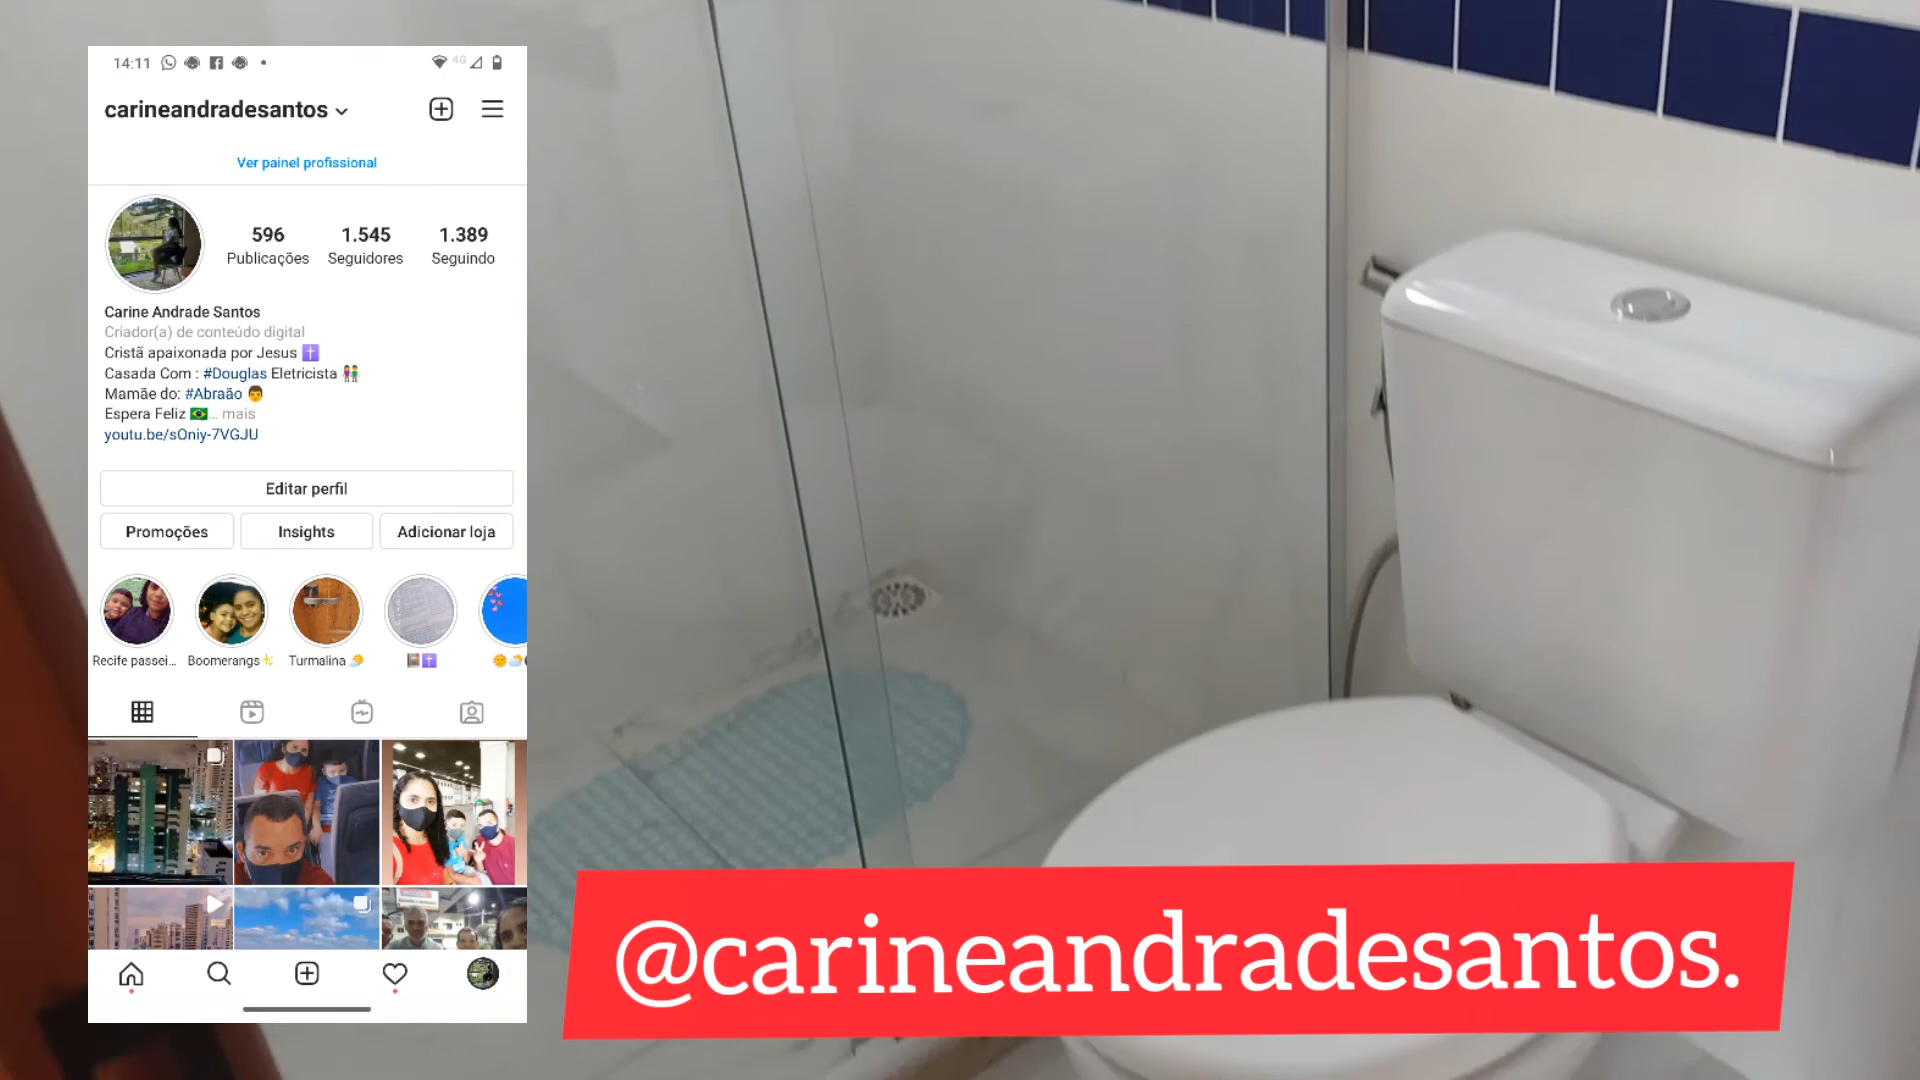 14:11
4G
carineandradesantos
Ver painel profissional
596
1.545
1.389
Publicações
Seguidores
Seguindo
Carine Andrade Santos
Criador(a) de conteúdo digital
Cristã apaixonada por Jesus ✝️
Casada Com : #Douglas Eletricista 👫
Mamãe do: #Abraão 👨
Espera Feliz 🇧🇷... mais
youtu.be/sOniy-7VGJU
Editar perfil
Promoções
Insights
Adicionar loja
Recife passei...
Boomerangs✨
Turmalina 🌤
📔✝️
🌞⛅
@carineandradesantos.